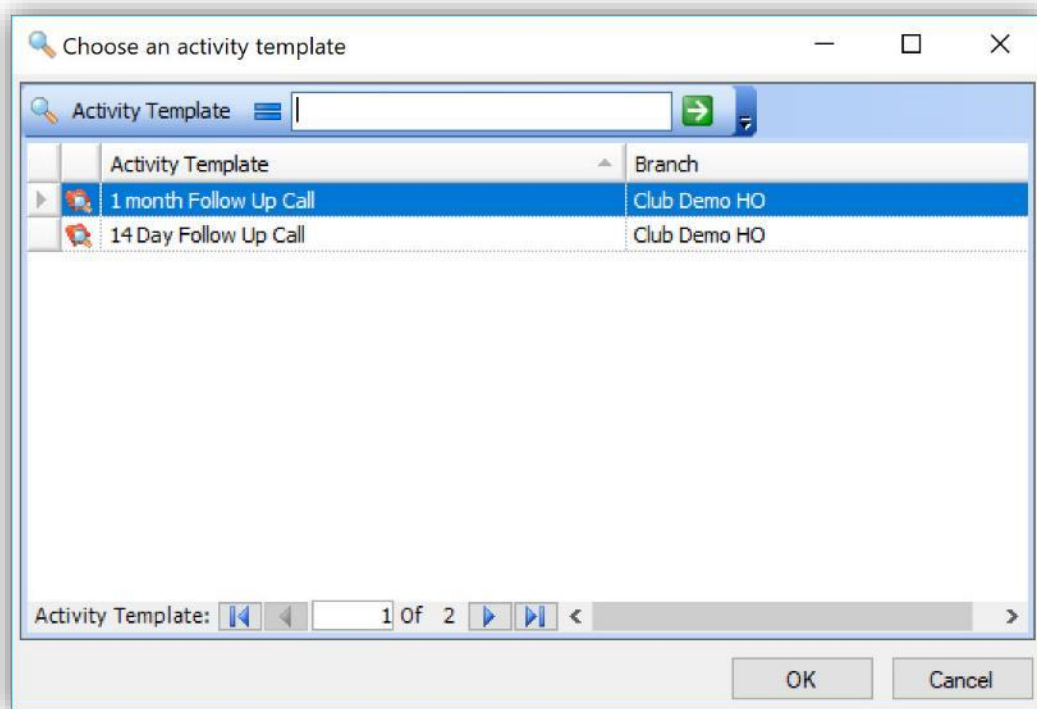 Choose an activity template
Activity Template
Activity Template Branch
1 month Follow Up Call Club Demo HO
14 Day Follow Up Call Club Demo HO
Activity Template: 1 Of 2
OK Cancel